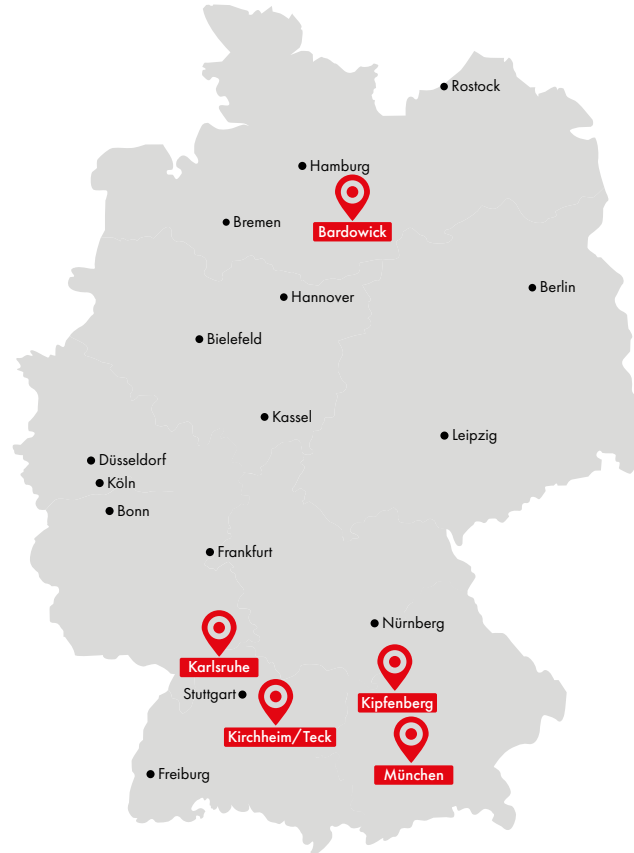 Rostock
Hamburg
Bremen
Bardowick
Berlin
Hannover
Bielefeld
Kassel
Leipzig
Düsseldorf
Köln
Bonn
Frankfurt
Nürnberg
Karlsruhe
Stuttgart
Kipfenberg
Kirchheim/Teck
Freiburg
München